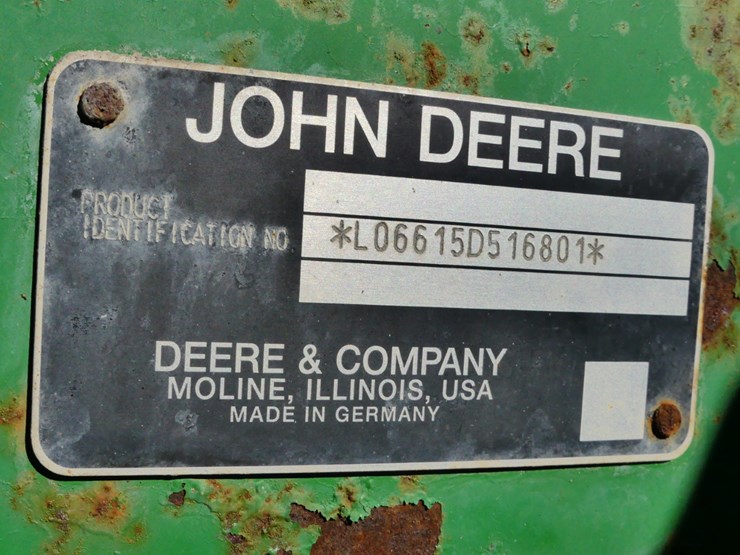 JOHN DEERE
PRODUCT
IDENTIFICATION NO.
*L06615D516801*
DEERE & COMPANY
MOLINE, ILLINOIS, USA
MADE IN GERMANY